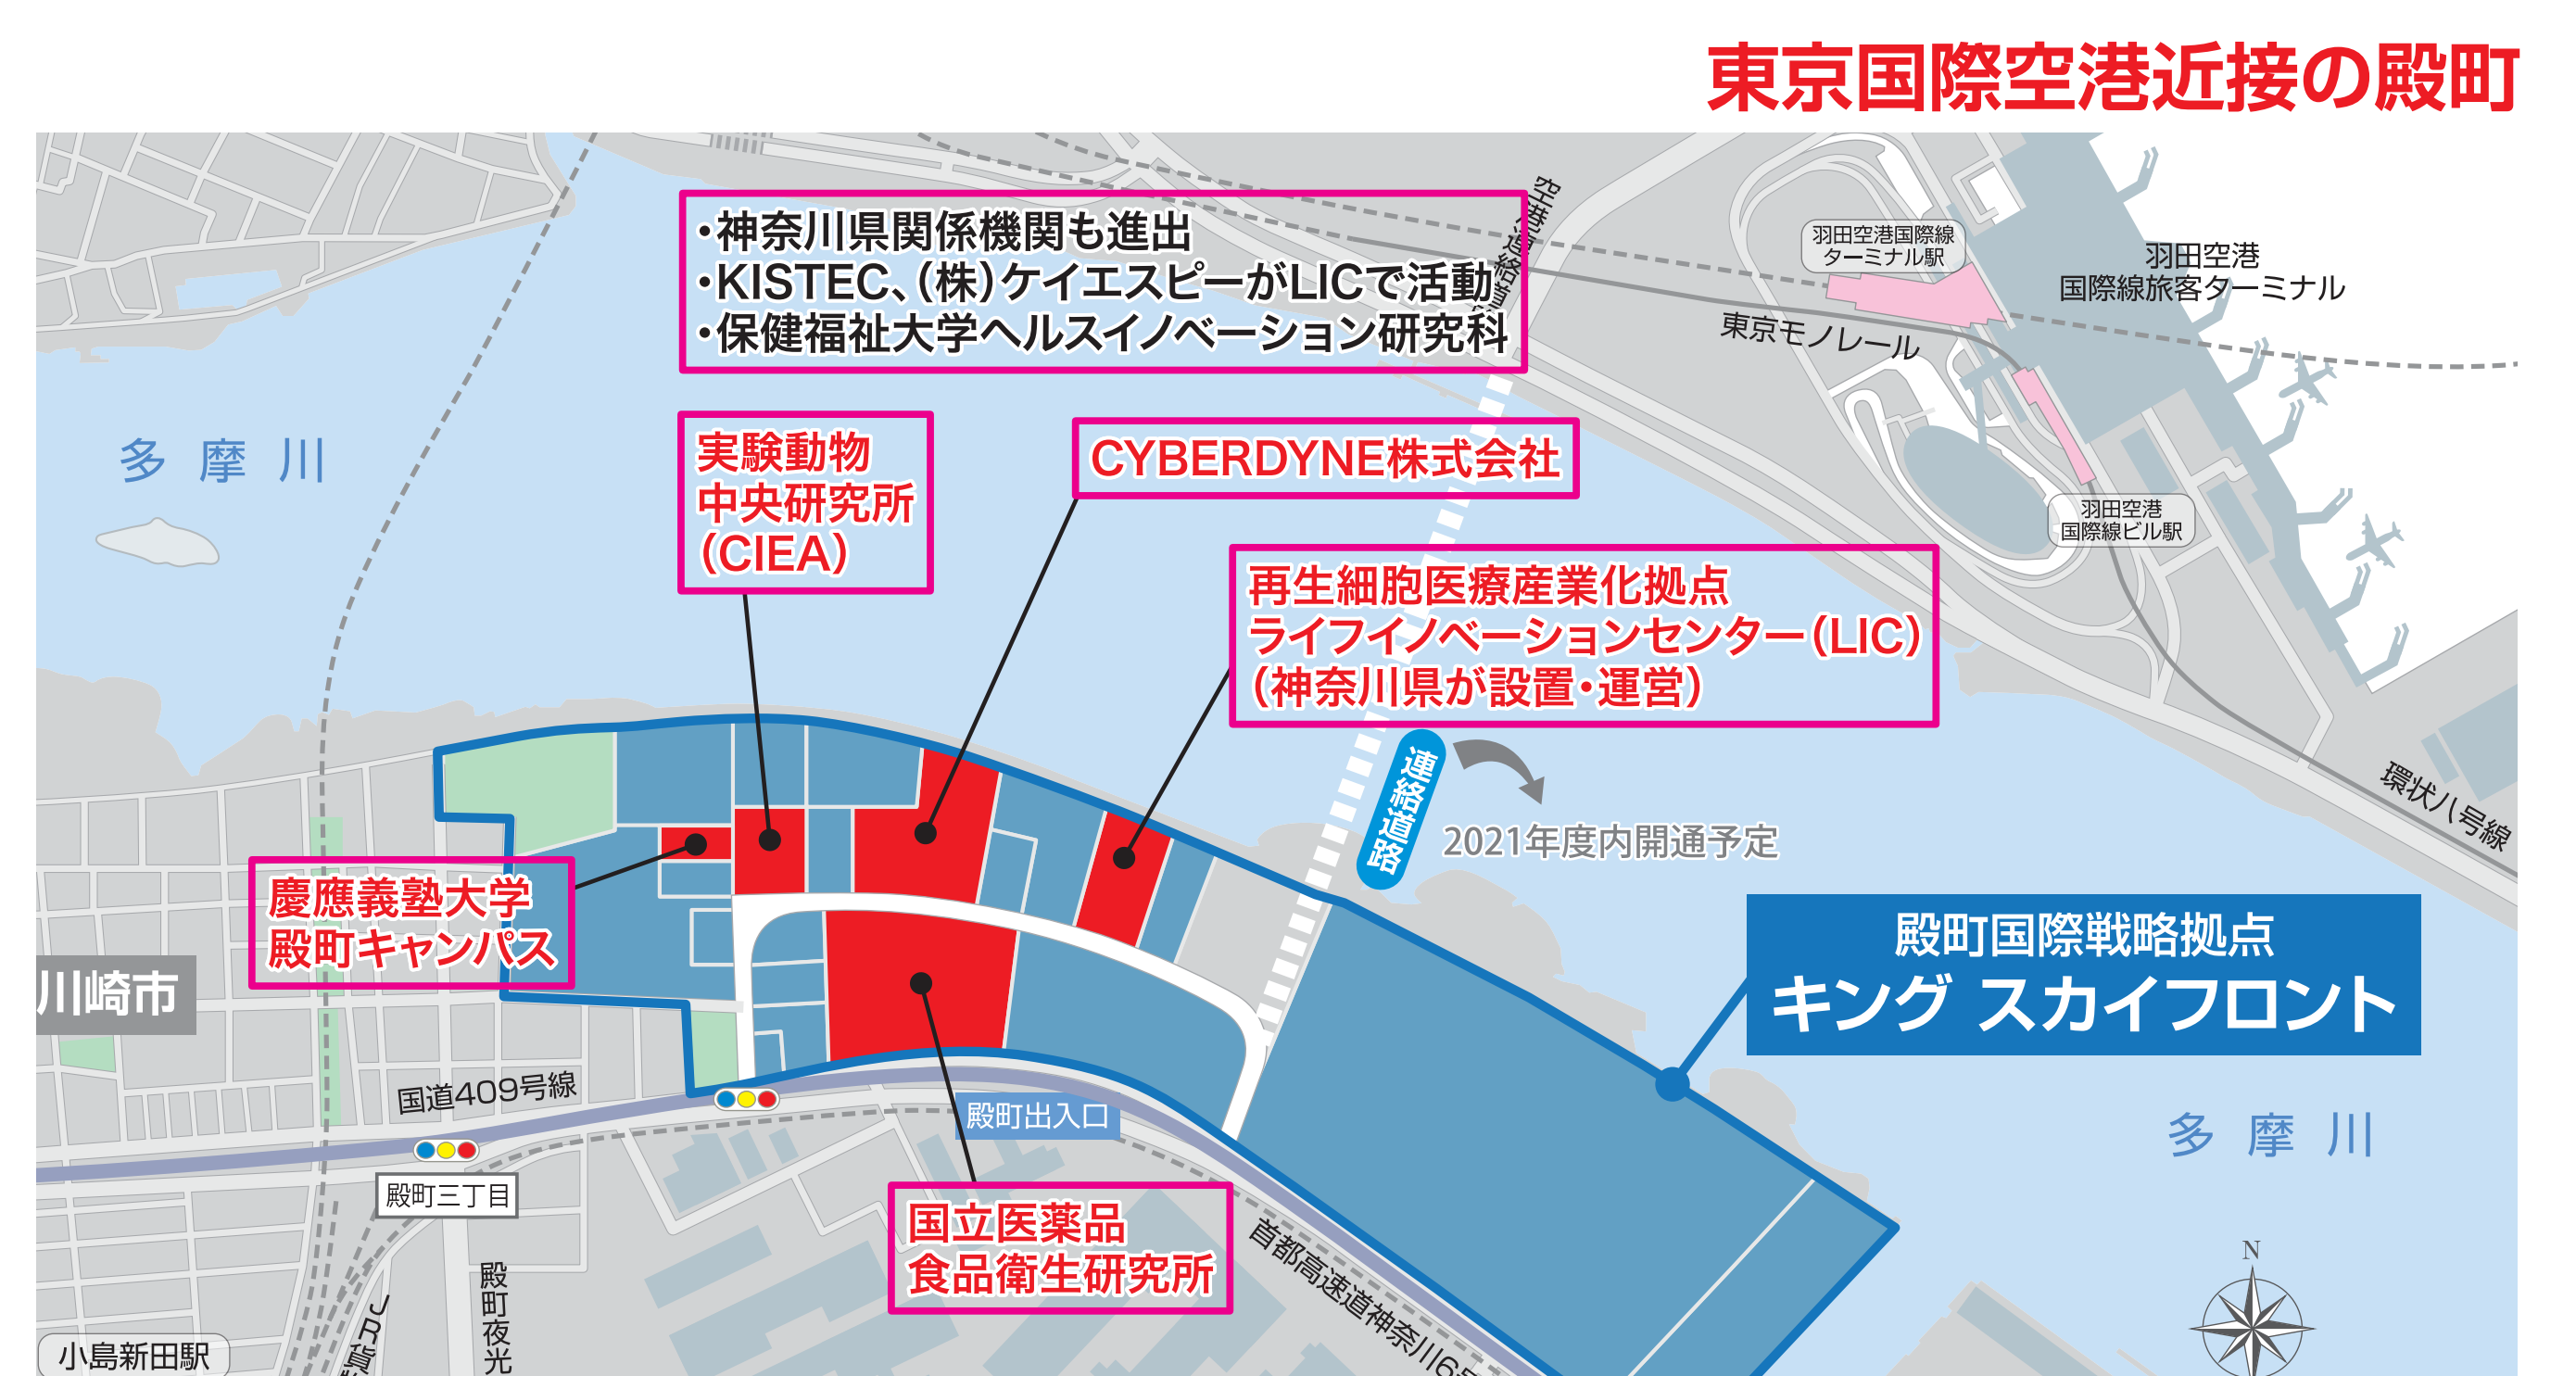 東京国際空港近接の殿町
・神奈川県関係機関も進出
・KISTEC、（株）ケイエスピーがLICで活動
・保健福祉大学ヘルスイノベーション研究科
羽田空港国際線
ターミナル駅
羽田空港
国際線旅客ターミナル
東京モノレール
多摩川
実験動物
中央研究所
（CIEA）
CYBERDYNE株式会社
羽田空港
国際線ビル駅
再生細胞医療産業化拠点
ライフイノベーションセンター（LIC）
（神奈川県が設置・運営）
連絡道路
2021年度内開通予定
環状八号線
慶應義塾大学
殿町キャンパス
川崎市
殿町国際戦略拠点
キング スカイフロント
国道409号線
殿町出入口
多摩川
殿町三丁目
国立医薬品
食品衛生研究所
首都高速道神奈川6
殿町夜光
JR貨
小島新田駅
N